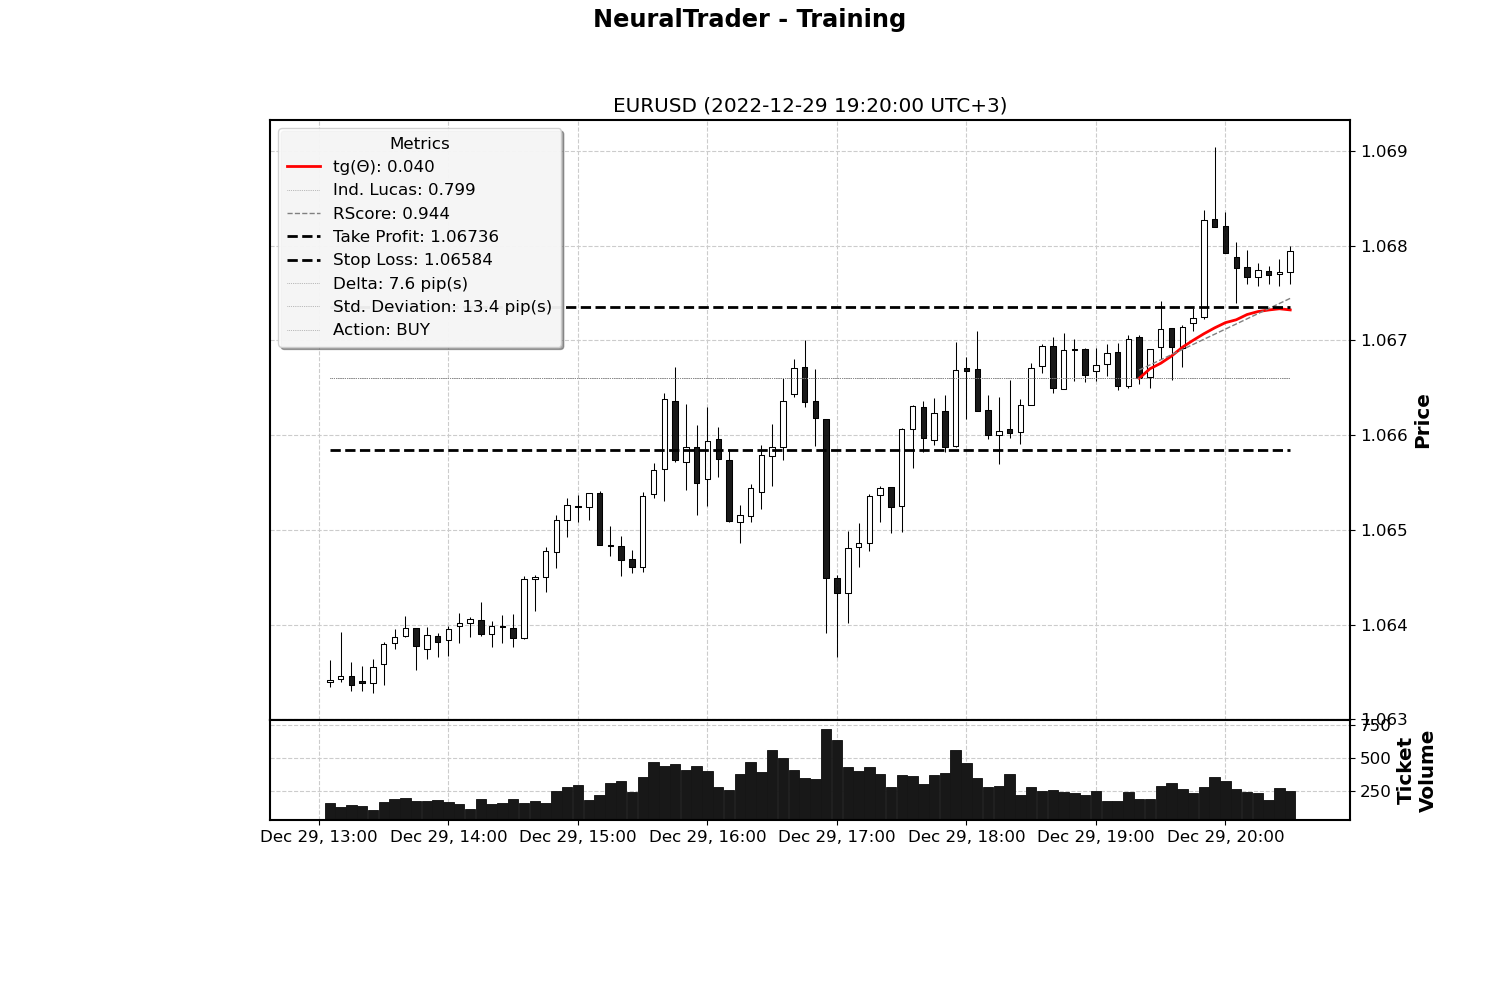 NeuralTrader - Training
EURUSD (2022-12-29 19:20:00 UTC+3)
Metrics
tg(Θ): 0.040
Ind. Lucas: 0.799
RScore: 0.944
Take Profit: 1.06736
Stop Loss: 1.06584
Delta: 7.6 pip(s)
Std. Deviation: 13.4 pip(s)
Action: BUY
1.069
1.068
1.067
1.066
1.065
1.064
1.063
Price
750
500
250
Ticket
Volume
Dec 29, 13:00 Dec 29, 14:00 Dec 29, 15:00 Dec 29, 16:00 Dec 29, 17:00 Dec 29, 18:00 Dec 29, 19:00 Dec 29, 20:00